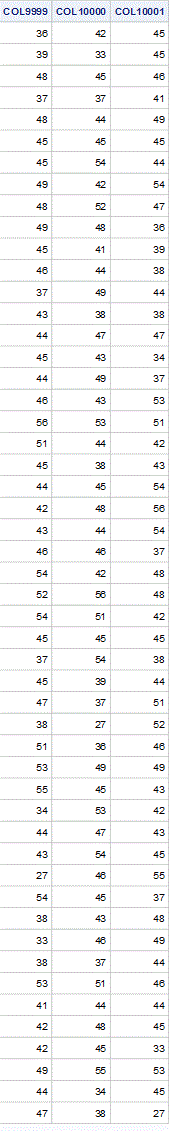 COL9999 COL10000 COL10001
36 42 45
39 33 45
48 45 46
37 37 41
48 44 49
45 45 45
45 54 44
49 42 54
48 52 47
49 48 36
45 41 39
46 44 38
37 49 44
43 38 38
44 47 47
45 43 34
44 49 37
46 43 53
56 53 51
51 44 42
45 38 43
44 45 54
42 48 56
43 44 54
46 46 37
54 42 48
52 56 48
54 51 42
45 45 45
37 54 38
45 39 44
47 37 51
38 27 52
51 36 46
53 49 49
55 45 43
34 53 42
44 47 43
43 54 45
27 46 55
54 45 37
38 43 48
33 46 49
38 37 44
53 51 46
41 44 44
42 48 45
42 45 33
49 55 53
44 34 45
47 38 27